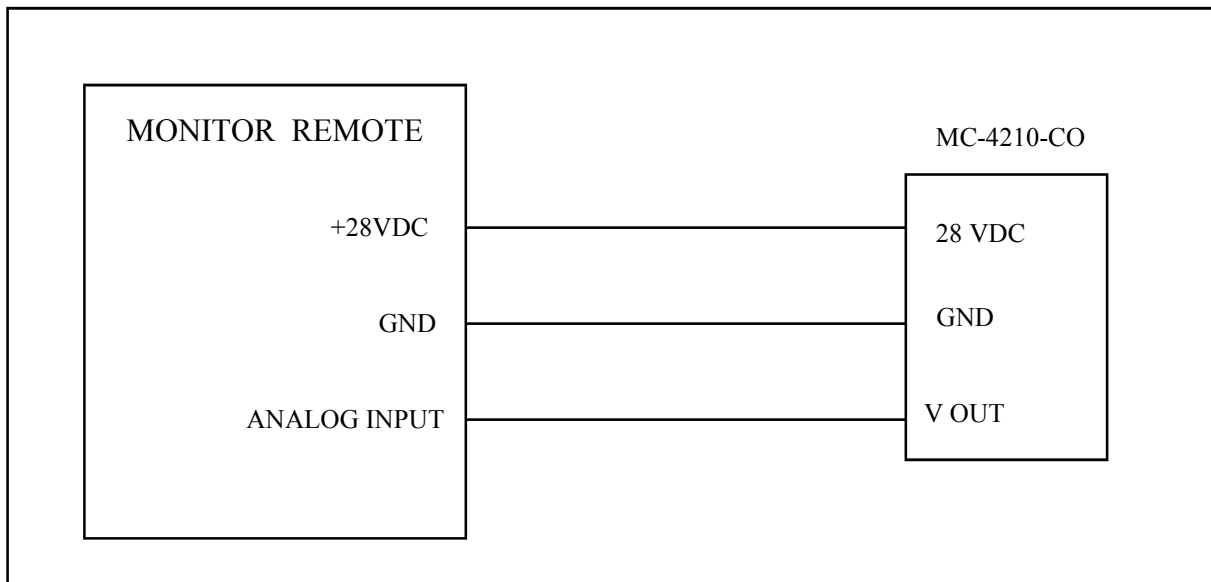 MONITOR REMOTE
MC-4210-CO
+28VDC
28 VDC
GND
GND
ANALOG INPUT
V OUT